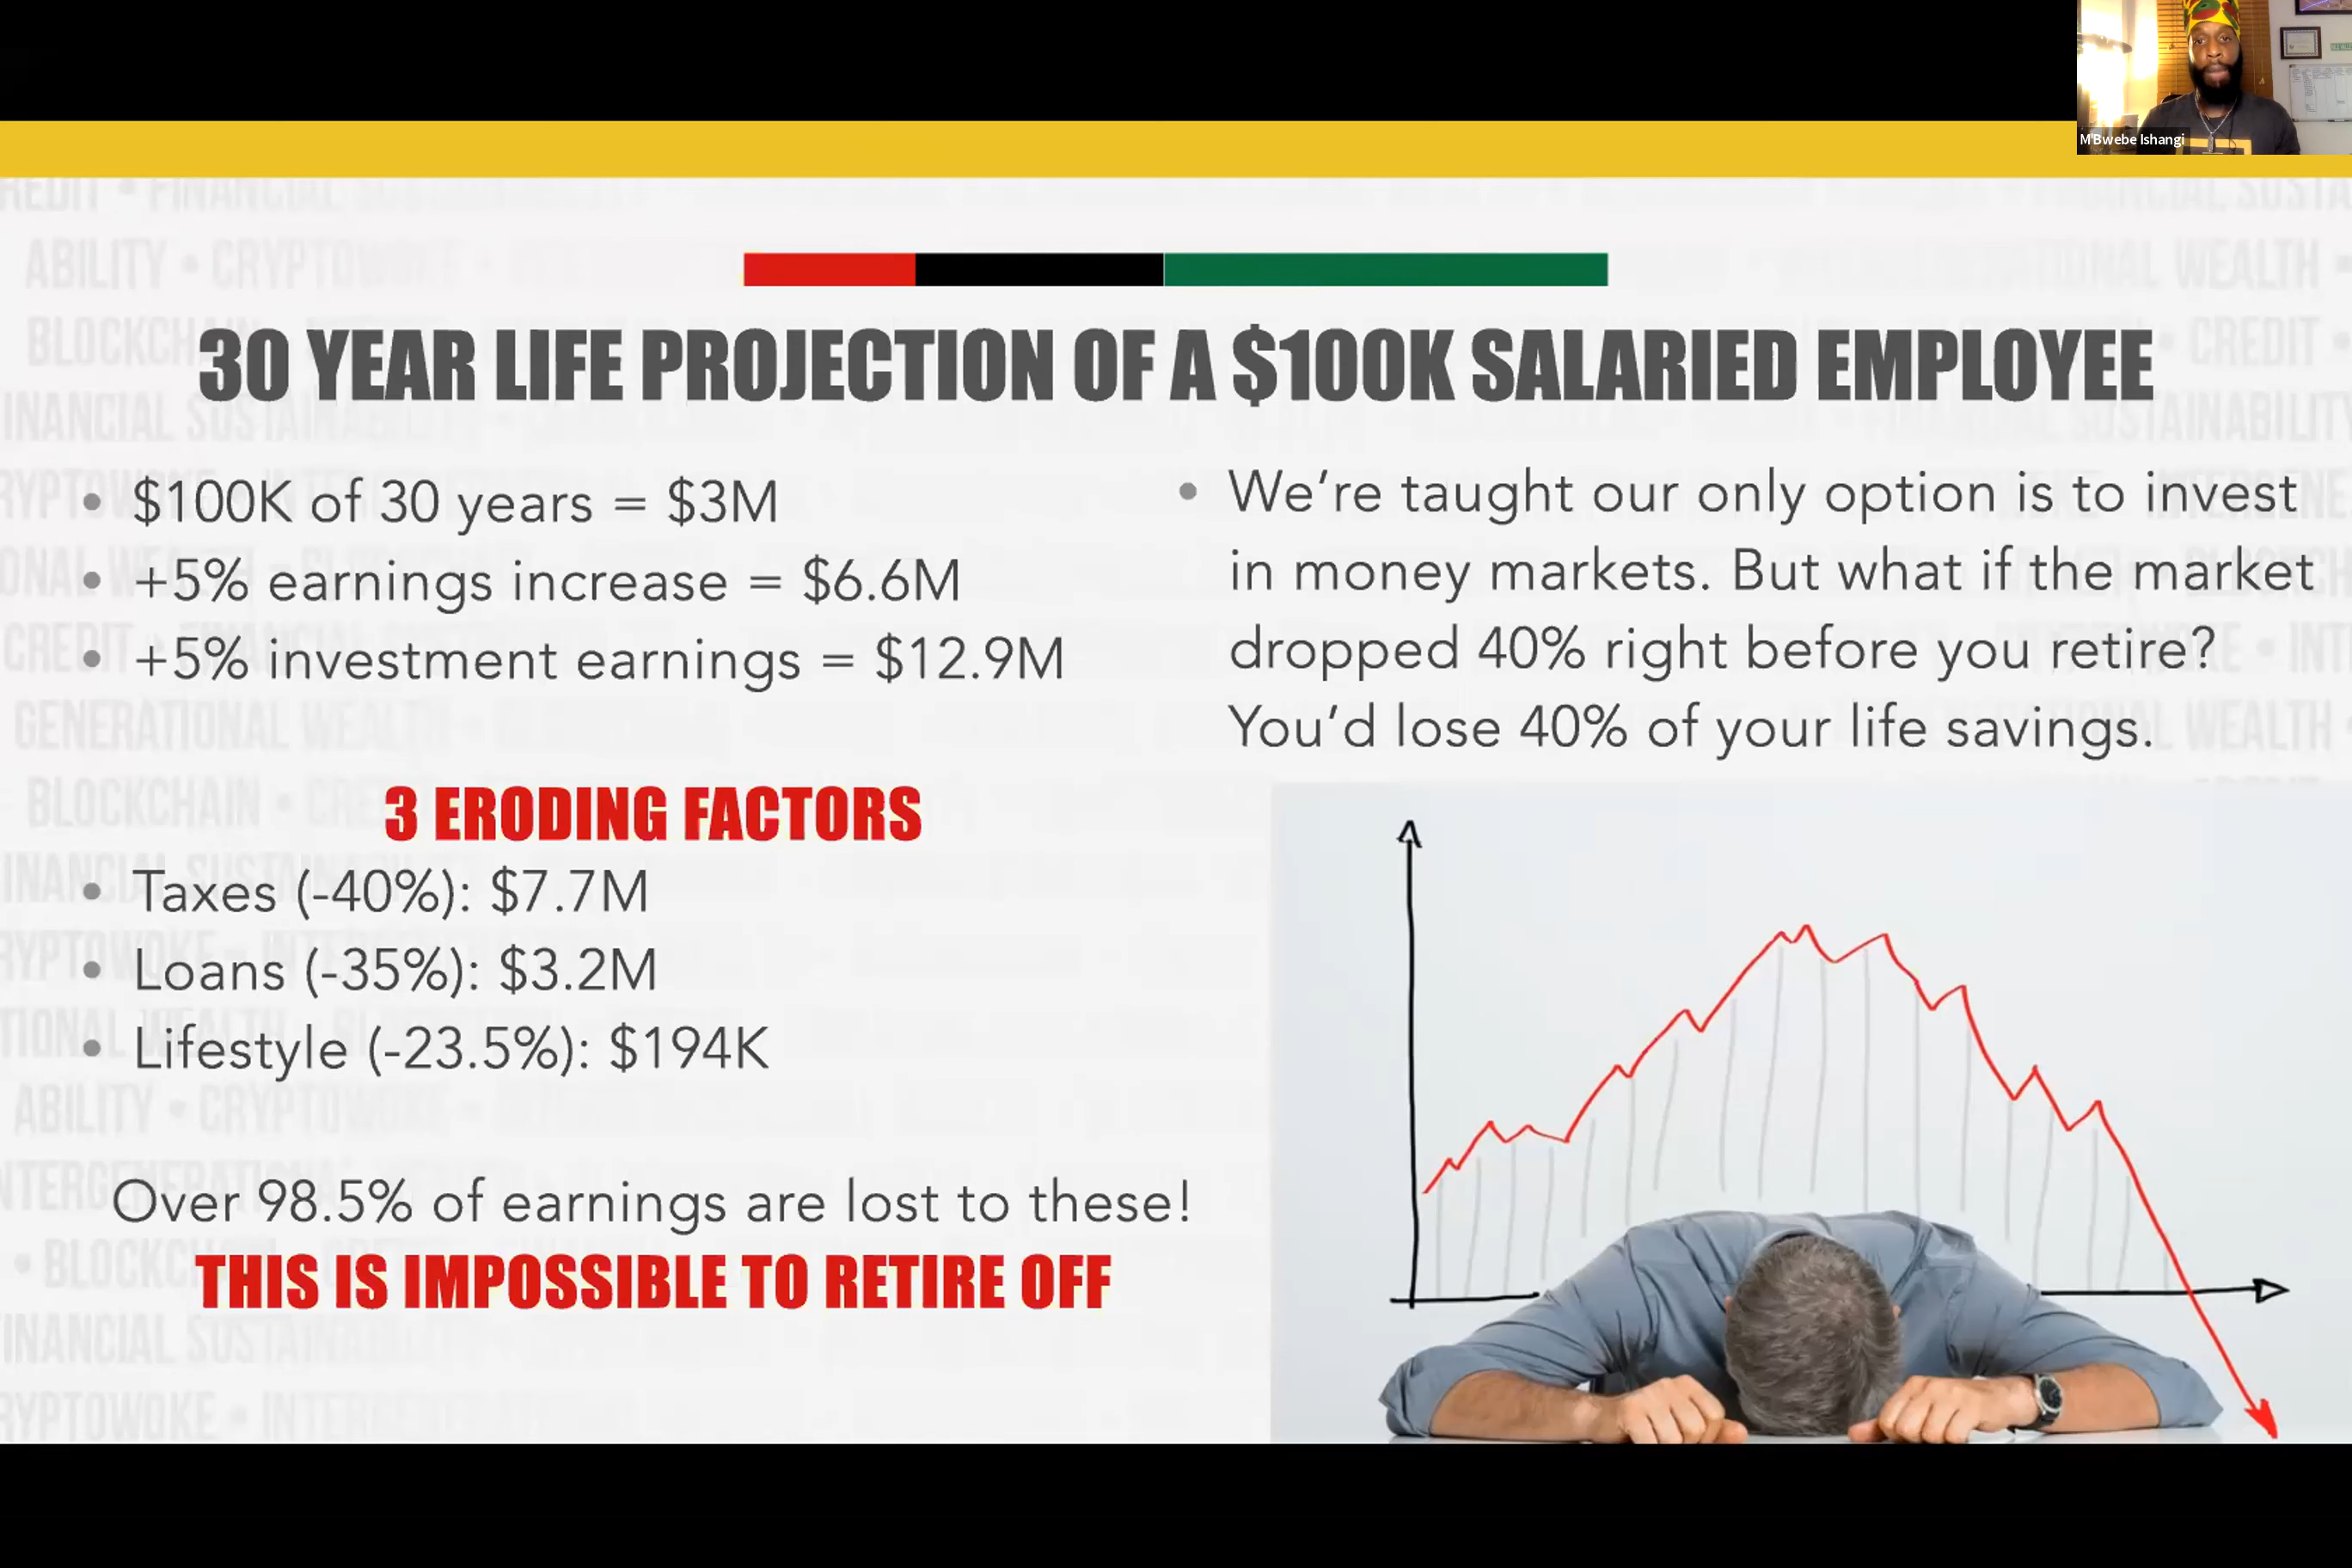 M'Bwebe Ishangi
30 YEAR LIFE PROJECTION OF A $100K SALARIED EMPLOYEE
• $100K of 30 years = $3M
• +5% earnings increase = $6.6M
• +5% investment earnings = $12.9M
3 ERODING FACTORS
• Taxes (-40%): $7.7M
• Loans (-35%): $3.2M
• Lifestyle (-23.5%): $194K
Over 98.5% of earnings are lost to these!
THIS IS IMPOSSIBLE TO RETIRE OFF
• We're taught our only option is to invest
in money markets. But what if the market
dropped 40% right before you retire?
You'd lose 40% of your life savings.